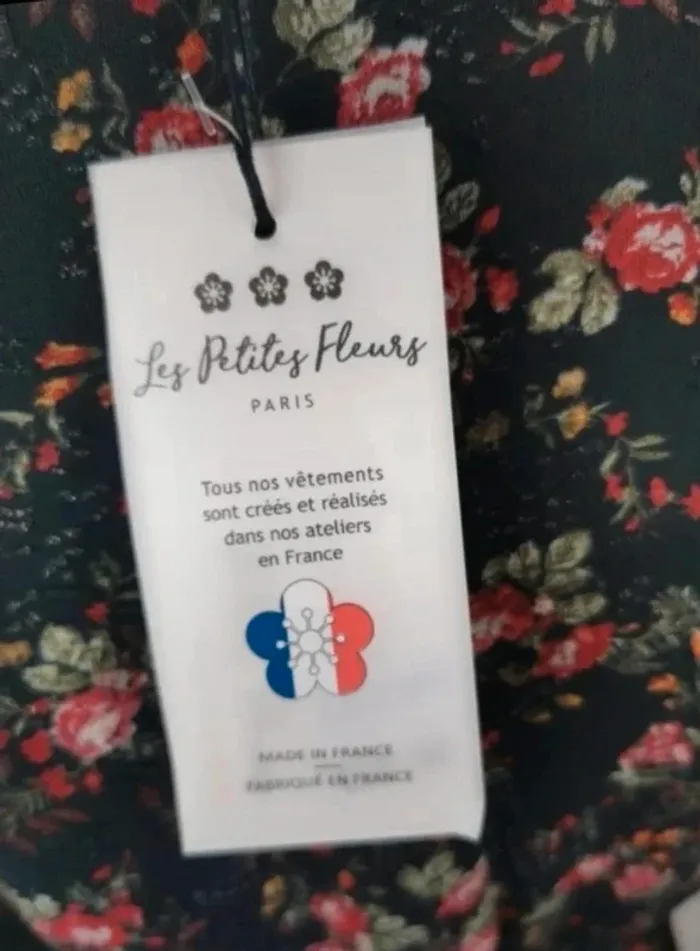 Les Petites Fleurs
PARIS
Tous nos vêtements
sont créés et réalisés
dans nos ateliers
en France
MADE IN FRANCE
FABRIQUÉ EN FRANCE